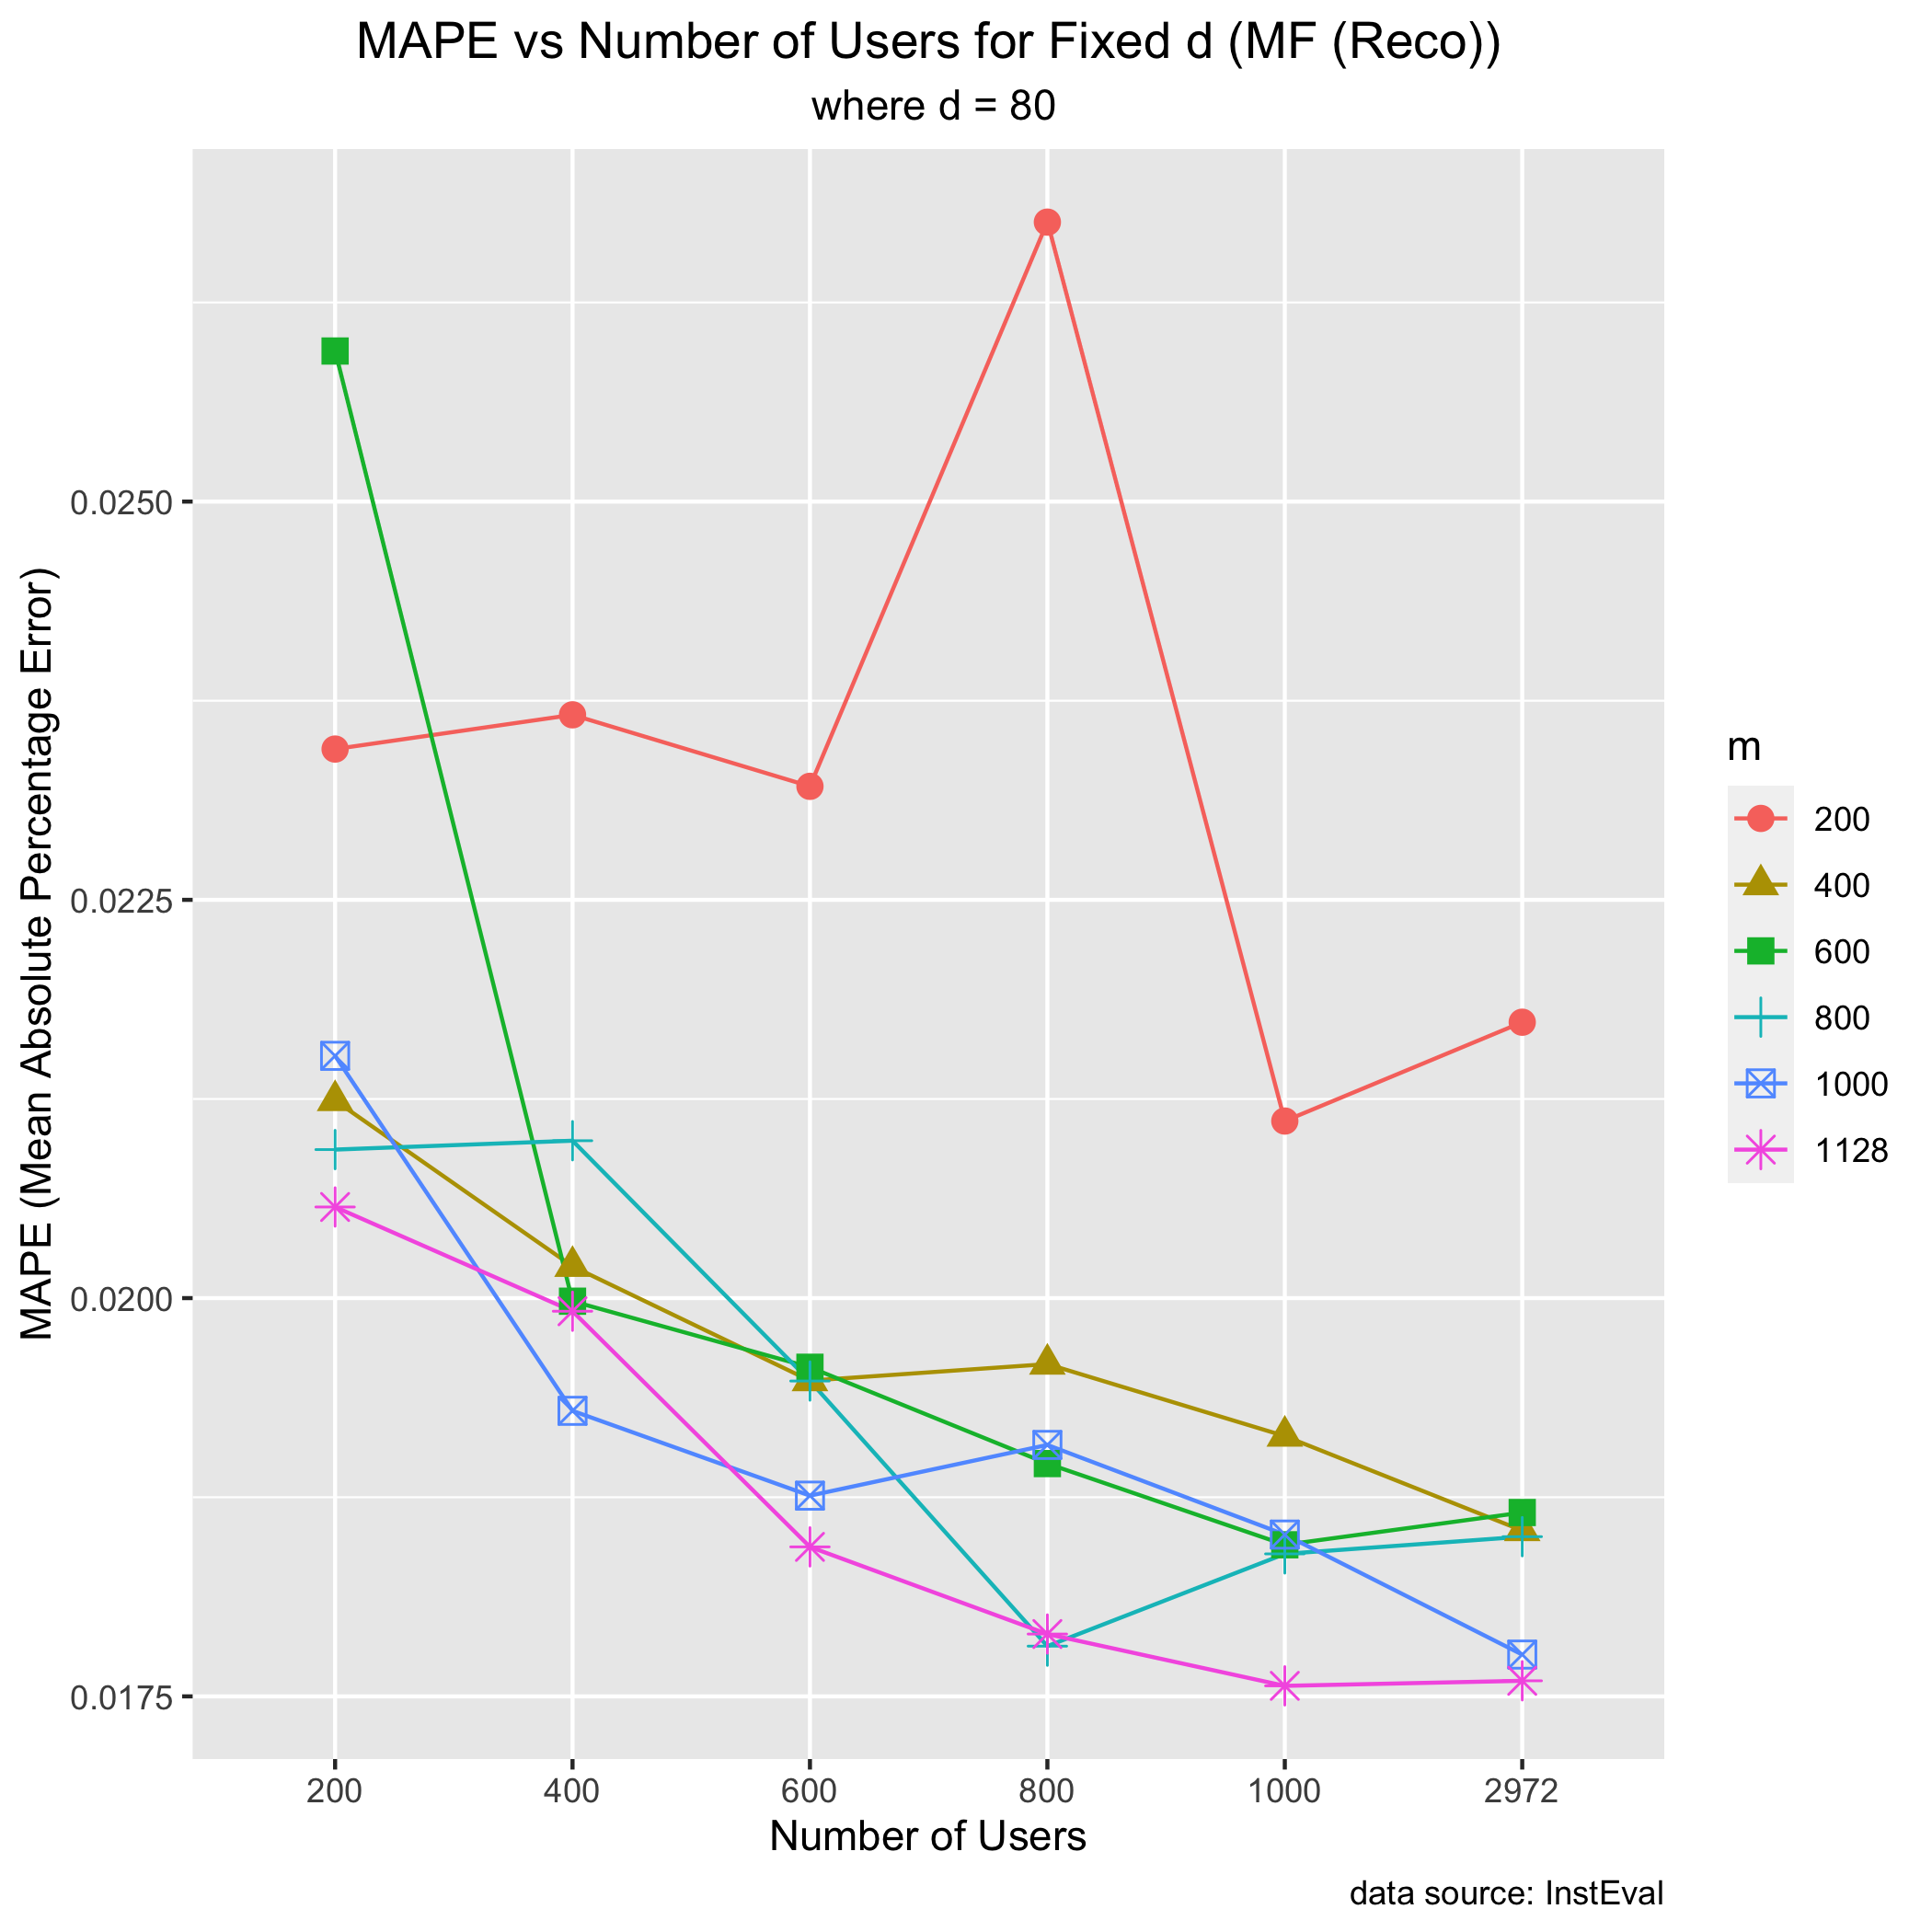 MAPE vs Number of Users for Fixed d (MF (Reco))
where d = 80
MAPE (Mean Absolute Percentage Error)
0.0250
0.0225
0.0200
0.0175
200 400 600 800 1000 2972
Number of Users
m
200
400
600
800
1000
1128
data source: InstEval